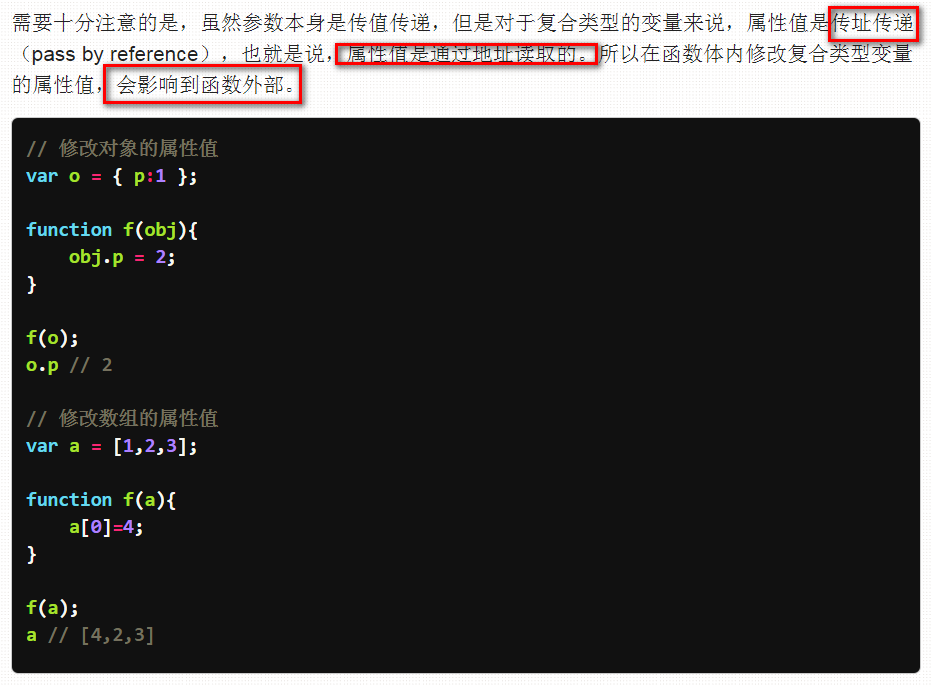 需要十分注意的是，虽然参数本身是传值传递，但是对于复合类型的变量来说，属性值是传址传递
（pass by reference），也就是说，属性值是通过地址读取的。所以在函数体内修改复合类型变量
的属性值，会影响到函数外部。
// 修改对象的属性值
var o = { p:1 };
function f(obj){
    obj.p = 2;
}
f(o);
o.p // 2
// 修改数组的属性值
var a = [1,2,3];
function f(a){
    a[0]=4;
}
f(a);
a // [4,2,3]